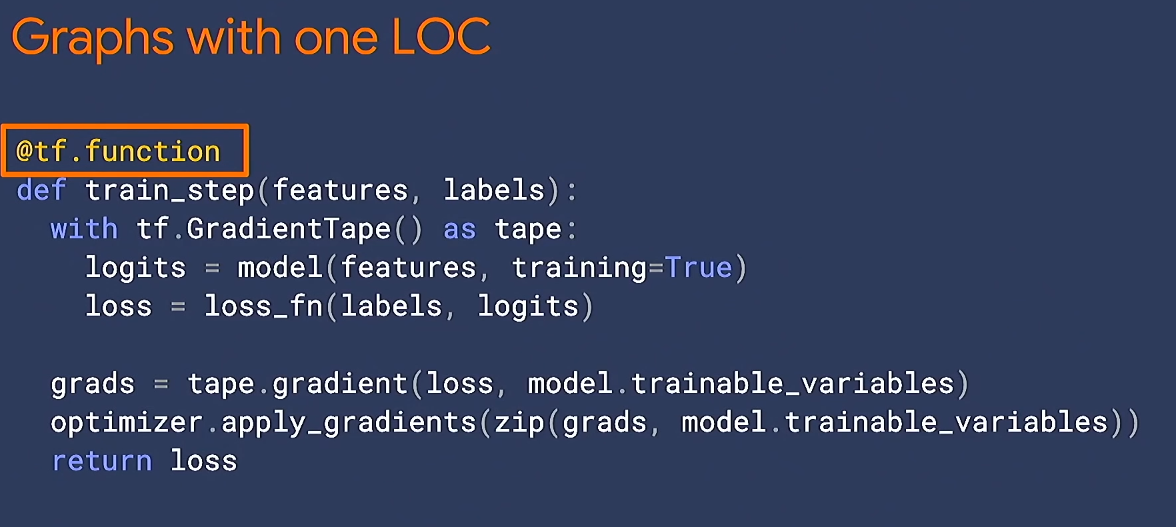 Graphs with one LOC
@tf.function
def train_step(features, labels):
  with tf.GradientTape() as tape:
    logits = model(features, training=True)
    loss = loss_fn(labels, logits)
  grads = tape.gradient(loss, model.trainable_variables)
  optimizer.apply_gradients(zip(grads, model.trainable_variables))
  return loss